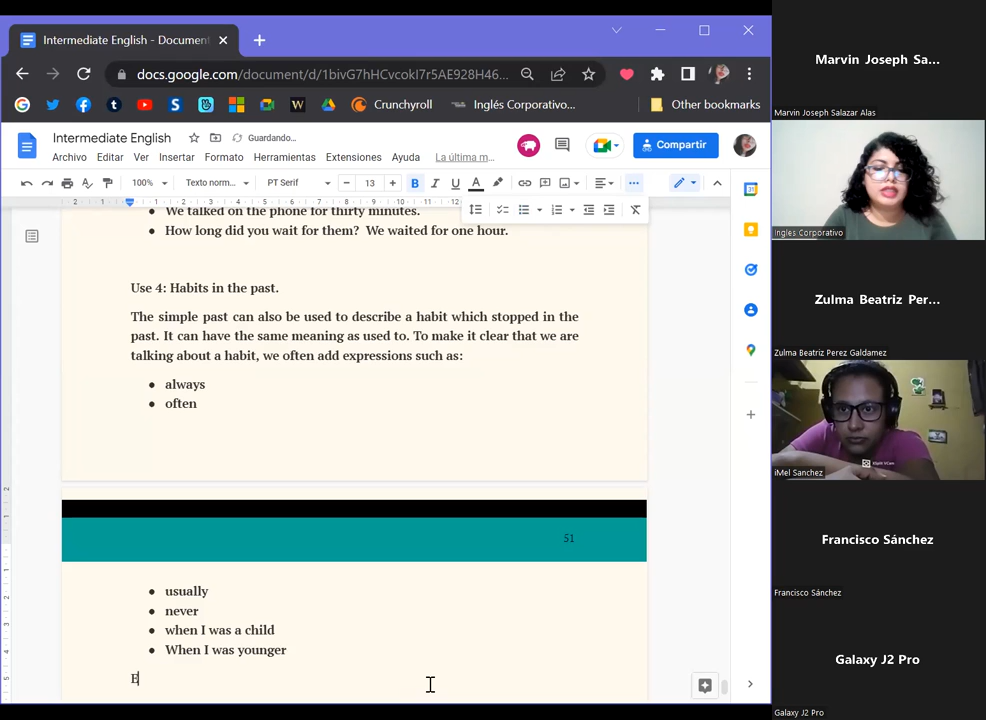 Intermediate English - Document
docs.google.com/document/d/1bivG7hHCvcokI7r5AE928H46...
Crunchyroll
Inglés Corporativo...
Other bookmarks
Intermediate English
Guardando...
Archivo Editar Ver Insertar Formato Herramientas Extensiones Ayuda La última m...
Compartir
100% Texto norm... PT Serif 13
We talked on the phone for thirty minutes.
How long did you wait for them? We waited for one hour.
Use 4: Habits in the past.
The simple past can also be used to describe a habit which stopped in the
past. It can have the same meaning as used to. To make it clear that we are
talking about a habit, we often add expressions such as:
always
often
51
usually
never
when I was a child
When I was younger
E
Marvin Joseph Sa...
Marvin Joseph Salazar Alas
Ingles Corporativo
Zulma Beatriz Per...
Zulma Beatriz Perez Galdamez
iMel Sanchez
Francisco Sánchez
Francisco Sánchez
Galaxy J2 Pro
Galaxy J2 Pro